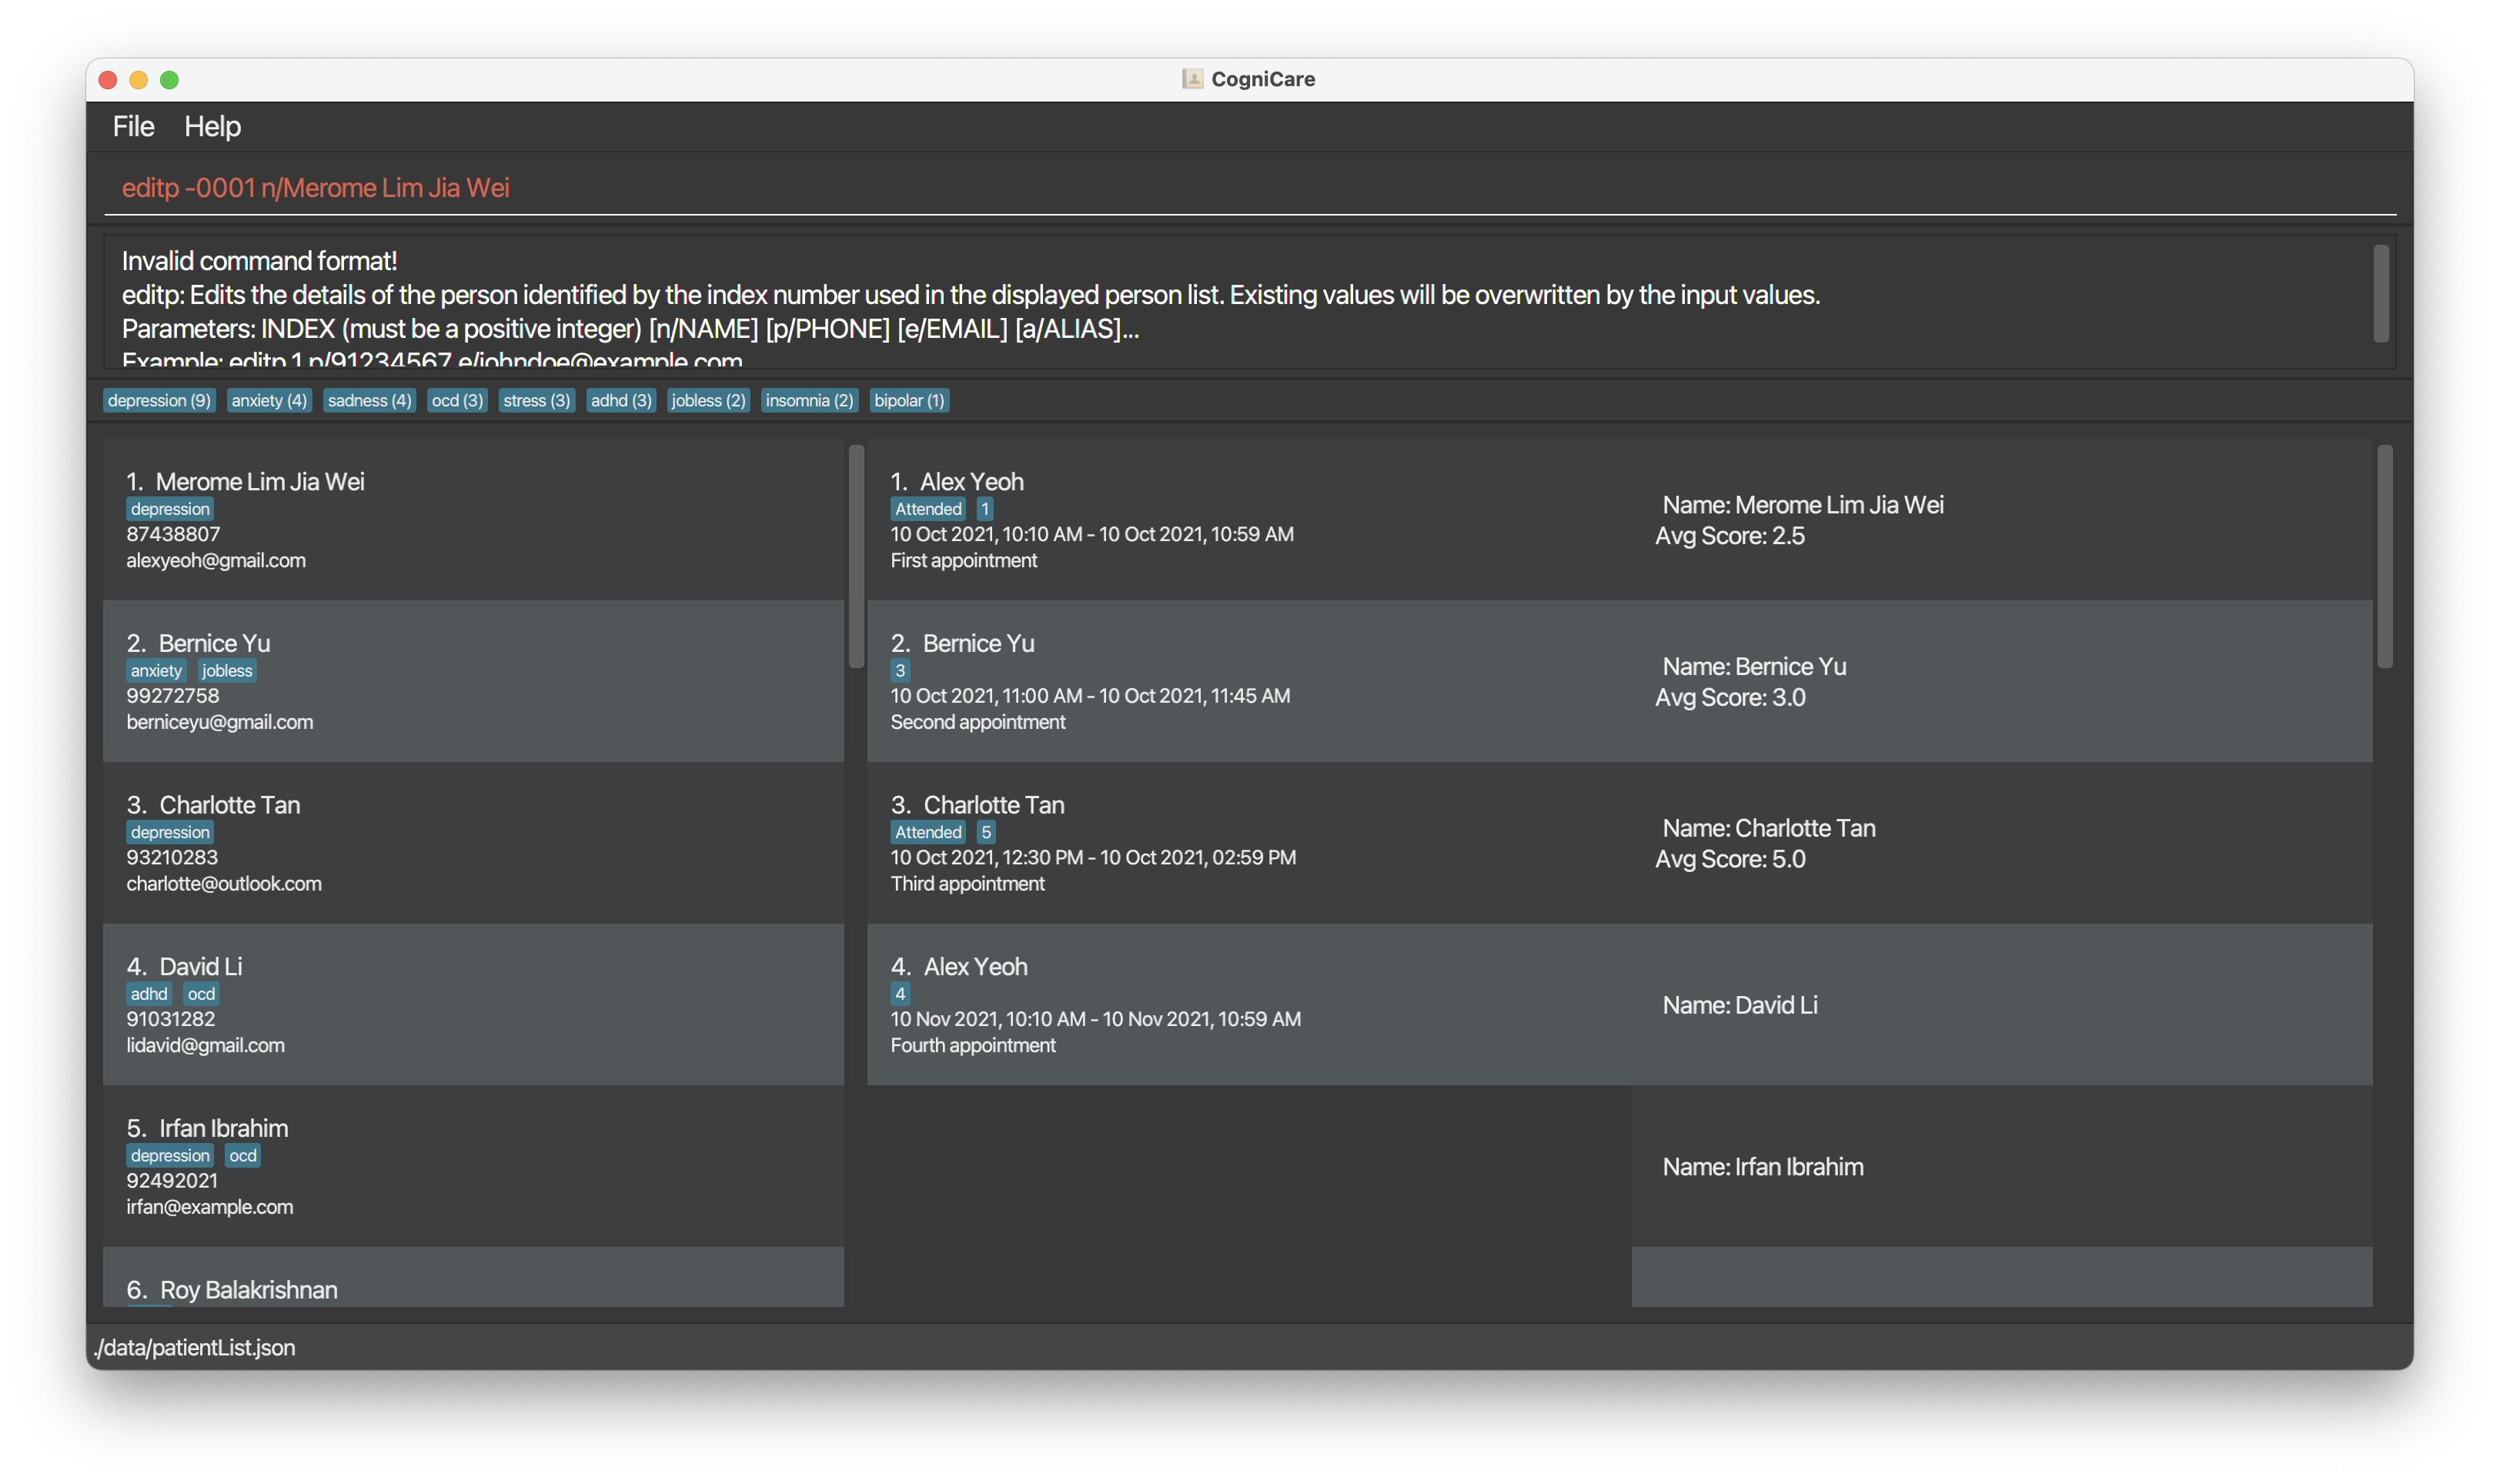 CogniCare
File Help
editp -0001 n/Merome Lim Jia Wei
Invalid command format!
editp: Edits the details of the person identified by the index number used in the displayed person list. Existing values will be overwritten by the input values.
Parameters: INDEX (must be a positive integer) [n/NAME] [p/PHONE] [e/EMAIL] [a/ALIAS]...
Example: editp 1 p/91234567 e/johndoe@example.com
depression (9) anxiety (4) sadness (4) ocd (3) stress (3) adhd (3) jobless (2) insomnia (2) bipolar (1)
1. Merome Lim Jia Wei
depression
87438807
alexyeoh@gmail.com
2. Bernice Yu
anxiety jobless
99272758
berniceyu@gmail.com
3. Charlotte Tan
depression
93210283
charlotte@outlook.com
4. David Li
adhd ocd
91031282
lidavid@gmail.com
5. Irfan Ibrahim
depression ocd
92492021
irfan@example.com
6. Roy Balakrishnan
1. Alex Yeoh
Attended 1
10 Oct 2021, 10:10 AM - 10 Oct 2021, 10:59 AM
First appointment
2. Bernice Yu
3
10 Oct 2021, 11:00 AM - 10 Oct 2021, 11:45 AM
Second appointment
3. Charlotte Tan
Attended 5
10 Oct 2021, 12:30 PM - 10 Oct 2021, 02:59 PM
Third appointment
4. Alex Yeoh
4
10 Nov 2021, 10:10 AM - 10 Nov 2021, 10:59 AM
Fourth appointment
Name: Merome Lim Jia Wei
Avg Score: 2.5
Name: Bernice Yu
Avg Score: 3.0
Name: Charlotte Tan
Avg Score: 5.0
Name: David Li
Name: Irfan Ibrahim
./data/patientList.json